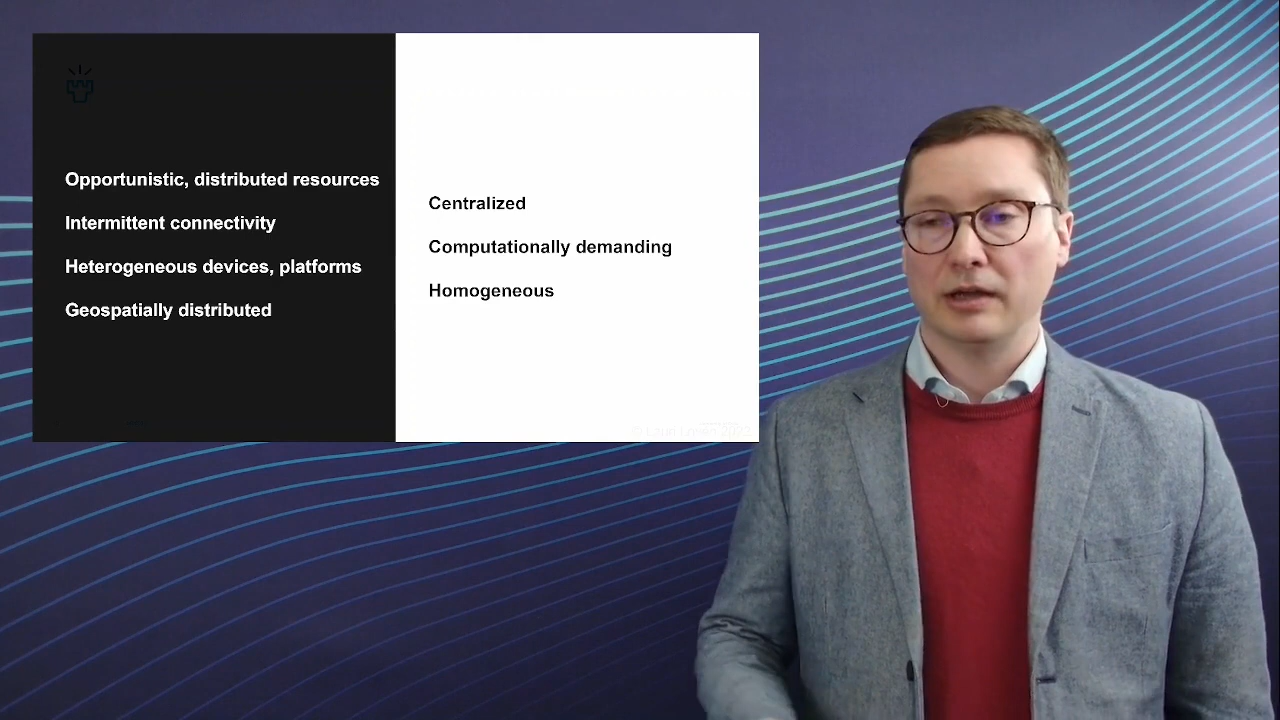 Opportunistic, distributed resources
Intermittent connectivity
Heterogeneous devices, platforms
Geospatially distributed
Centralized
Computationally demanding
Homogeneous